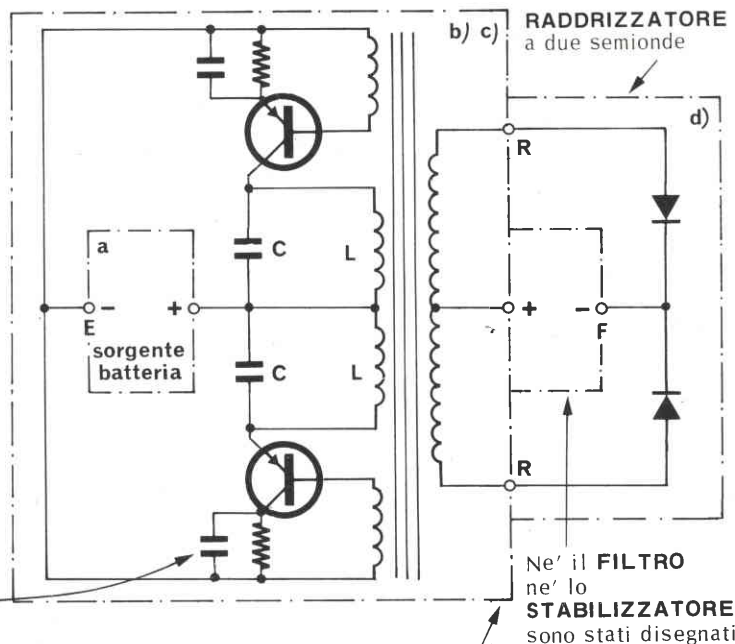 b) c)
RADDRIZZATORE
a due semionde
d)
R
a
C
L
E
-
+
sorgente
batteria
+
-
F
C
L
R
Ne' il FILTRO
ne' lo
STABILIZZATORE
sono stati disegnati